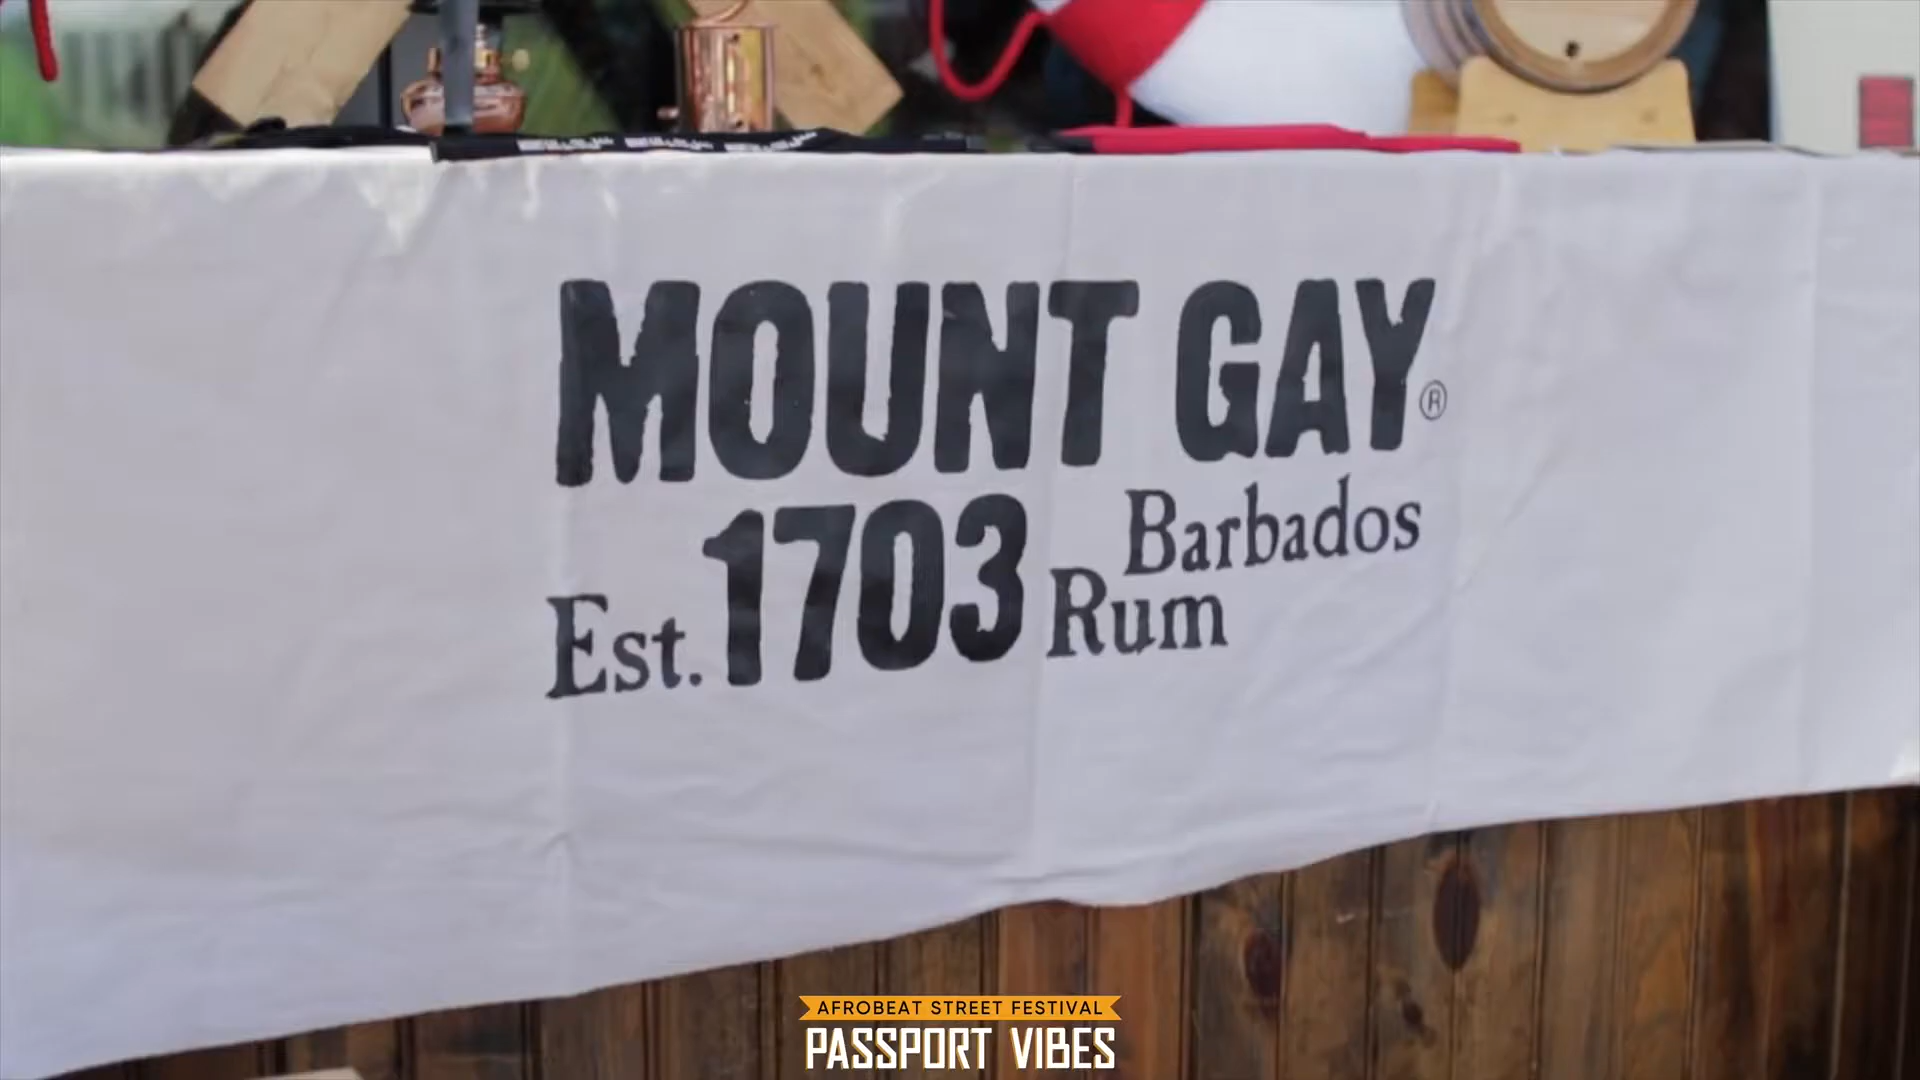 MOUNT GAY®
Est. 1703 Barbados
Rum
AFROBEAT STREET FESTIVAL
PASSPORT VIBES